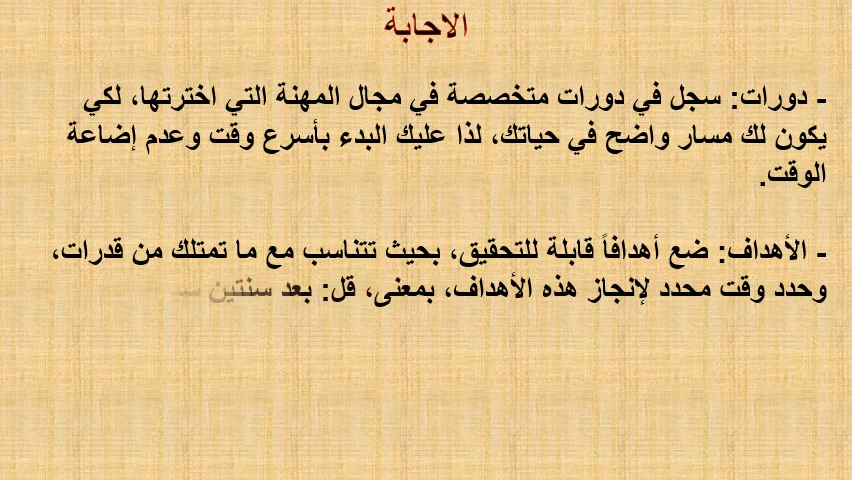 الاجابة
- دورات: سجل في دورات متخصصة في مجال المهنة التي اخترتها، لكي
يكون لك مسار واضح في حياتك، لذا عليك البدء بأسرع وقت وعدم إضاعة
الوقت.
- الأهداف: ضع أهدافاً قابلة للتحقيق، بحيث تتناسب مع ما تمتلك من قدرات،
وحدد وقت محدد لإنجاز هذه الأهداف، بمعنى، قل: بعد سنتين